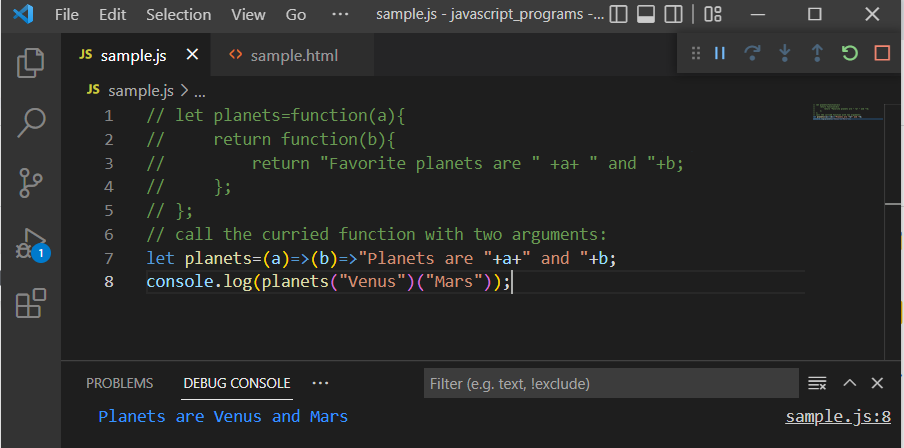 File Edit Selection View Go ··· sample.js - javascript_programs -...
JS sample.js × <> sample.html
JS sample.js > ...
1 // let planets=function(a){
2 //     return function(b){
3 //         return "Favorite planets are " +a+ " and "+b;
4 //     };
5 // };
6 // call the curried function with two arguments:
7 let planets=(a)=>(b)=>"Planets are "+a+" and "+b;
8 console.log(planets("Venus")("Mars"));
1
PROBLEMS DEBUG CONSOLE ··· Filter (e.g. text, !exclude)
Planets are Venus and Mars sample.js:8